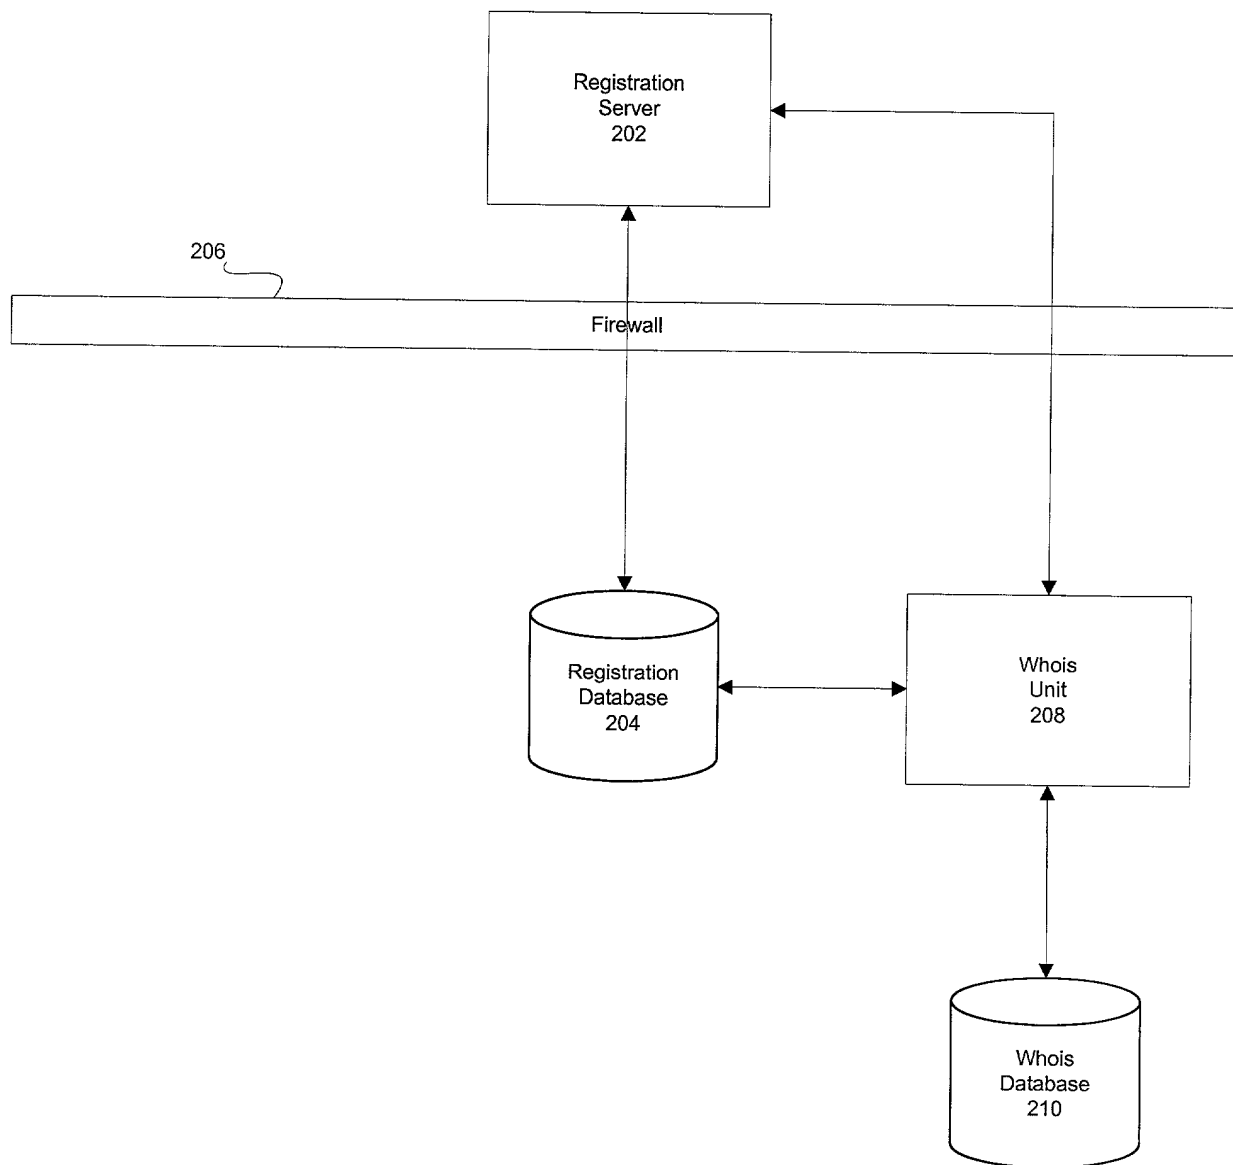 Registration
Server
202
206
Firewall
Registration
Database
204
Whois
Unit
208
Whois
Database
210